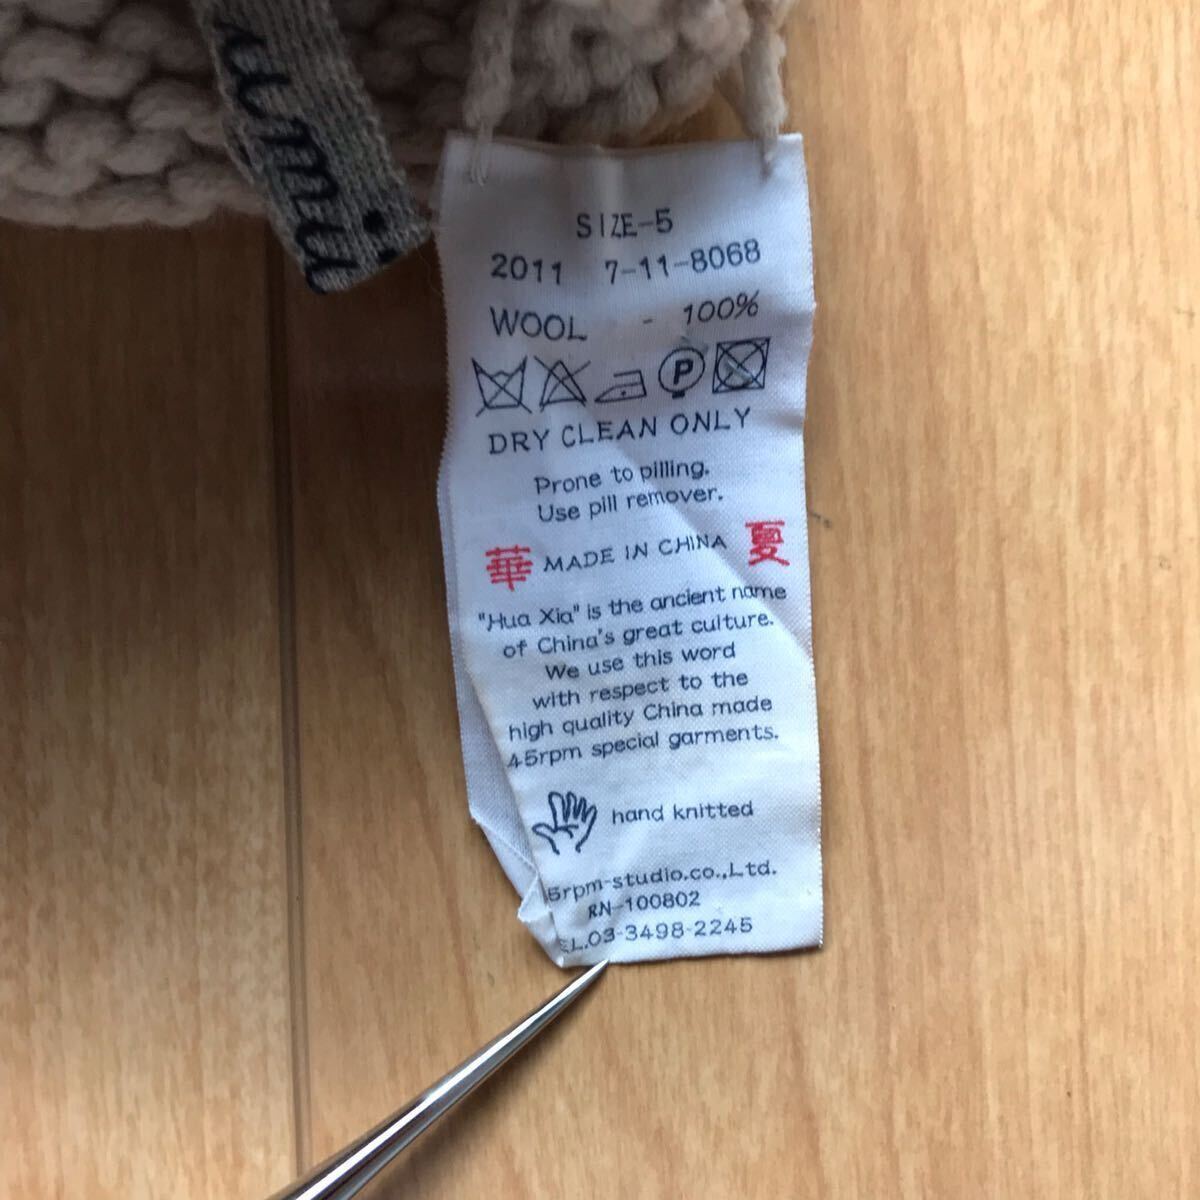 umii
SIZE-5
2011 7-11-8068
WOOL - 100%
P
DRY CLEAN ONLY
Prone to pilling.
Use pill remover.
華 MADE IN CHINA 夏
"Hua Xia" is the ancient name
of China's great culture.
We use this word
with respect to the
high quality China made
45rpm special garments.
hand knitted
5rpm-studio.co.,Ltd.
RN-100802
EL.03-3498-2245